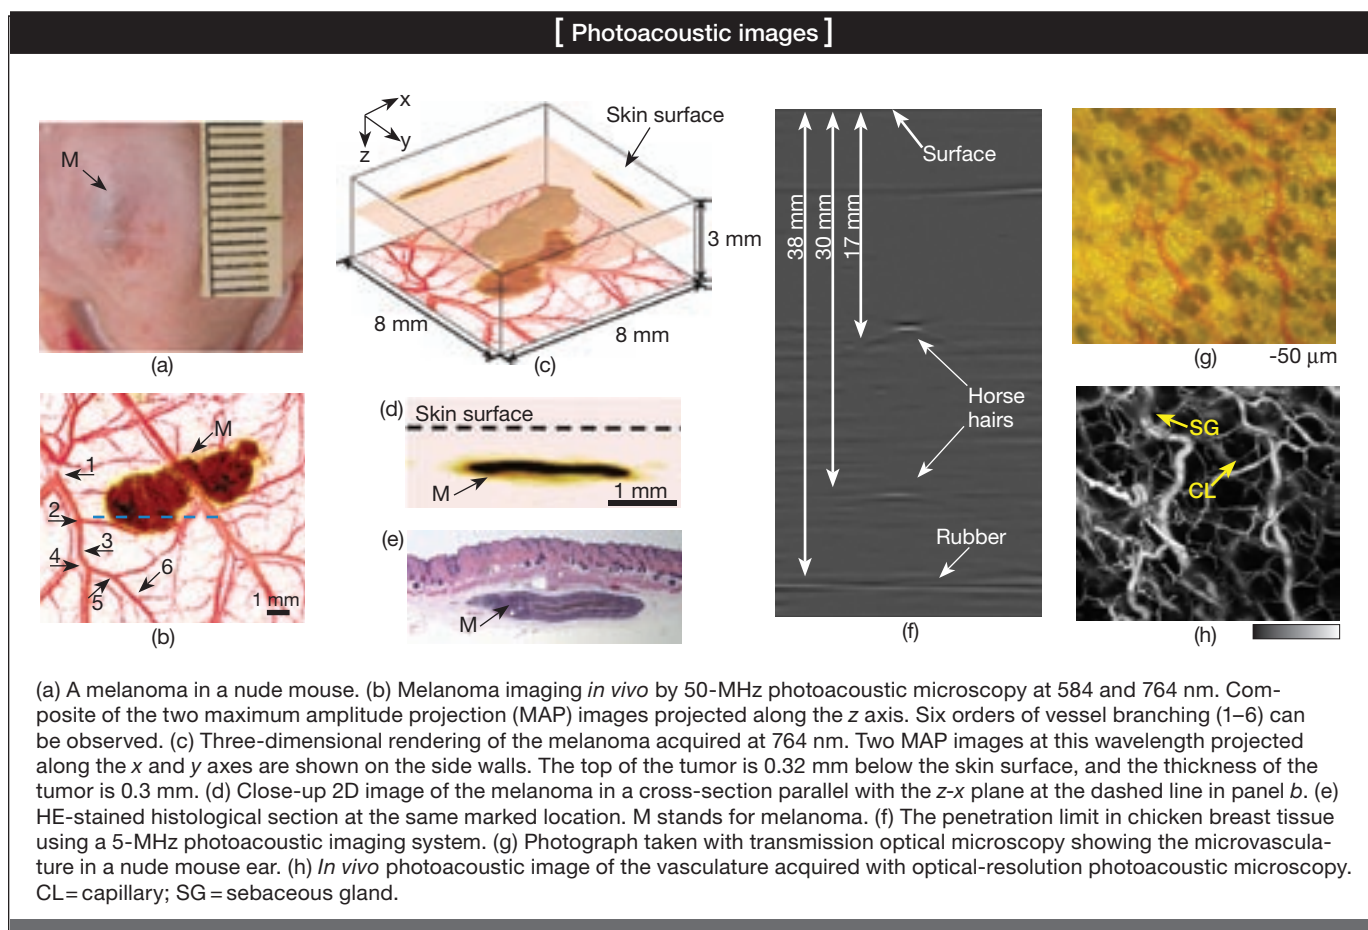 [ Photoacoustic images ]
M
(a)
x
y
z
Skin surface
3 mm
8 mm
8 mm
(c)
M
1
2
3
4
5
6
1 mm
(b)
(d)
Skin surface
M
1 mm
(e)
M
Surface
38 mm
30 mm
17 mm
Horse
hairs
Rubber
(f)
(g)
-50 μm
SG
CL
(h)
(a) A melanoma in a nude mouse. (b) Melanoma imaging in vivo by 50-MHz photoacoustic microscopy at 584 and 764 nm. Com-
posite of the two maximum amplitude projection (MAP) images projected along the z axis. Six orders of vessel branching (1–6) can
be observed. (c) Three-dimensional rendering of the melanoma acquired at 764 nm. Two MAP images at this wavelength projected
along the x and y axes are shown on the side walls. The top of the tumor is 0.32 mm below the skin surface, and the thickness of the
tumor is 0.3 mm. (d) Close-up 2D image of the melanoma in a cross-section parallel with the z-x plane at the dashed line in panel b. (e)
HE-stained histological section at the same marked location. M stands for melanoma. (f) The penetration limit in chicken breast tissue
using a 5-MHz photoacoustic imaging system. (g) Photograph taken with transmission optical microscopy showing the microvascula-
ture in a nude mouse ear. (h) In vivo photoacoustic image of the vasculature acquired with optical-resolution photoacoustic microscopy.
CL = capillary; SG = sebaceous gland.